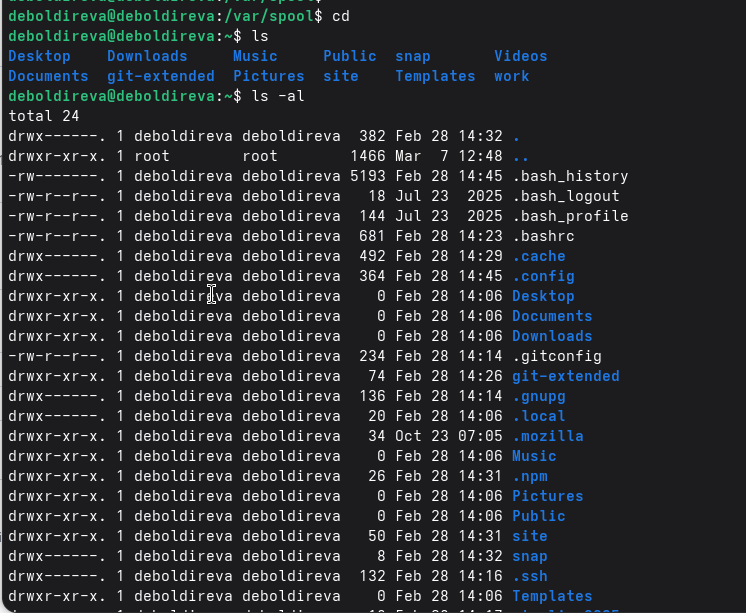 deboldireva@deboldireva:/var/spool$ cd
deboldireva@deboldireva:~$ ls
Desktop    Downloads     Music     Public  snap       Videos
Documents  git-extended  Pictures  site    Templates  work
deboldireva@deboldireva:~$ ls -al
total 24
drwx------. 1 deboldireva deboldireva  382 Feb 28 14:32 .
drwxr-xr-x. 1 root        root        1466 Mar  7 12:48 ..
-rw-------. 1 deboldireva deboldireva 5193 Feb 28 14:45 .bash_history
-rw-r--r--. 1 deboldireva deboldireva   18 Jul 23  2025 .bash_logout
-rw-r--r--. 1 deboldireva deboldireva  144 Jul 23  2025 .bash_profile
-rw-r--r--. 1 deboldireva deboldireva  681 Feb 28 14:23 .bashrc
drwx------. 1 deboldireva deboldireva  492 Feb 28 14:29 .cache
drwx------. 1 deboldireva deboldireva  364 Feb 28 14:45 .config
drwxr-xr-x. 1 deboldireva deboldireva    0 Feb 28 14:06 Desktop
drwxr-xr-x. 1 deboldireva deboldireva    0 Feb 28 14:06 Documents
drwxr-xr-x. 1 deboldireva deboldireva    0 Feb 28 14:06 Downloads
-rw-r--r--. 1 deboldireva deboldireva  234 Feb 28 14:14 .gitconfig
drwxr-xr-x. 1 deboldireva deboldireva   74 Feb 28 14:26 git-extended
drwx------. 1 deboldireva deboldireva  136 Feb 28 14:14 .gnupg
drwx------. 1 deboldireva deboldireva   20 Feb 28 14:06 .local
drwxr-xr-x. 1 deboldireva deboldireva   34 Oct 23 07:05 .mozilla
drwxr-xr-x. 1 deboldireva deboldireva    0 Feb 28 14:06 Music
drwxr-xr-x. 1 deboldireva deboldireva   26 Feb 28 14:31 .npm
drwxr-xr-x. 1 deboldireva deboldireva    0 Feb 28 14:06 Pictures
drwxr-xr-x. 1 deboldireva deboldireva    0 Feb 28 14:06 Public
drwxr-xr-x. 1 deboldireva deboldireva   50 Feb 28 14:31 site
drwx------. 1 deboldireva deboldireva    8 Feb 28 14:32 snap
drwx------. 1 deboldireva deboldireva  132 Feb 28 14:16 .ssh
drwxr-xr-x. 1 deboldireva deboldireva    0 Feb 28 14:06 Templates